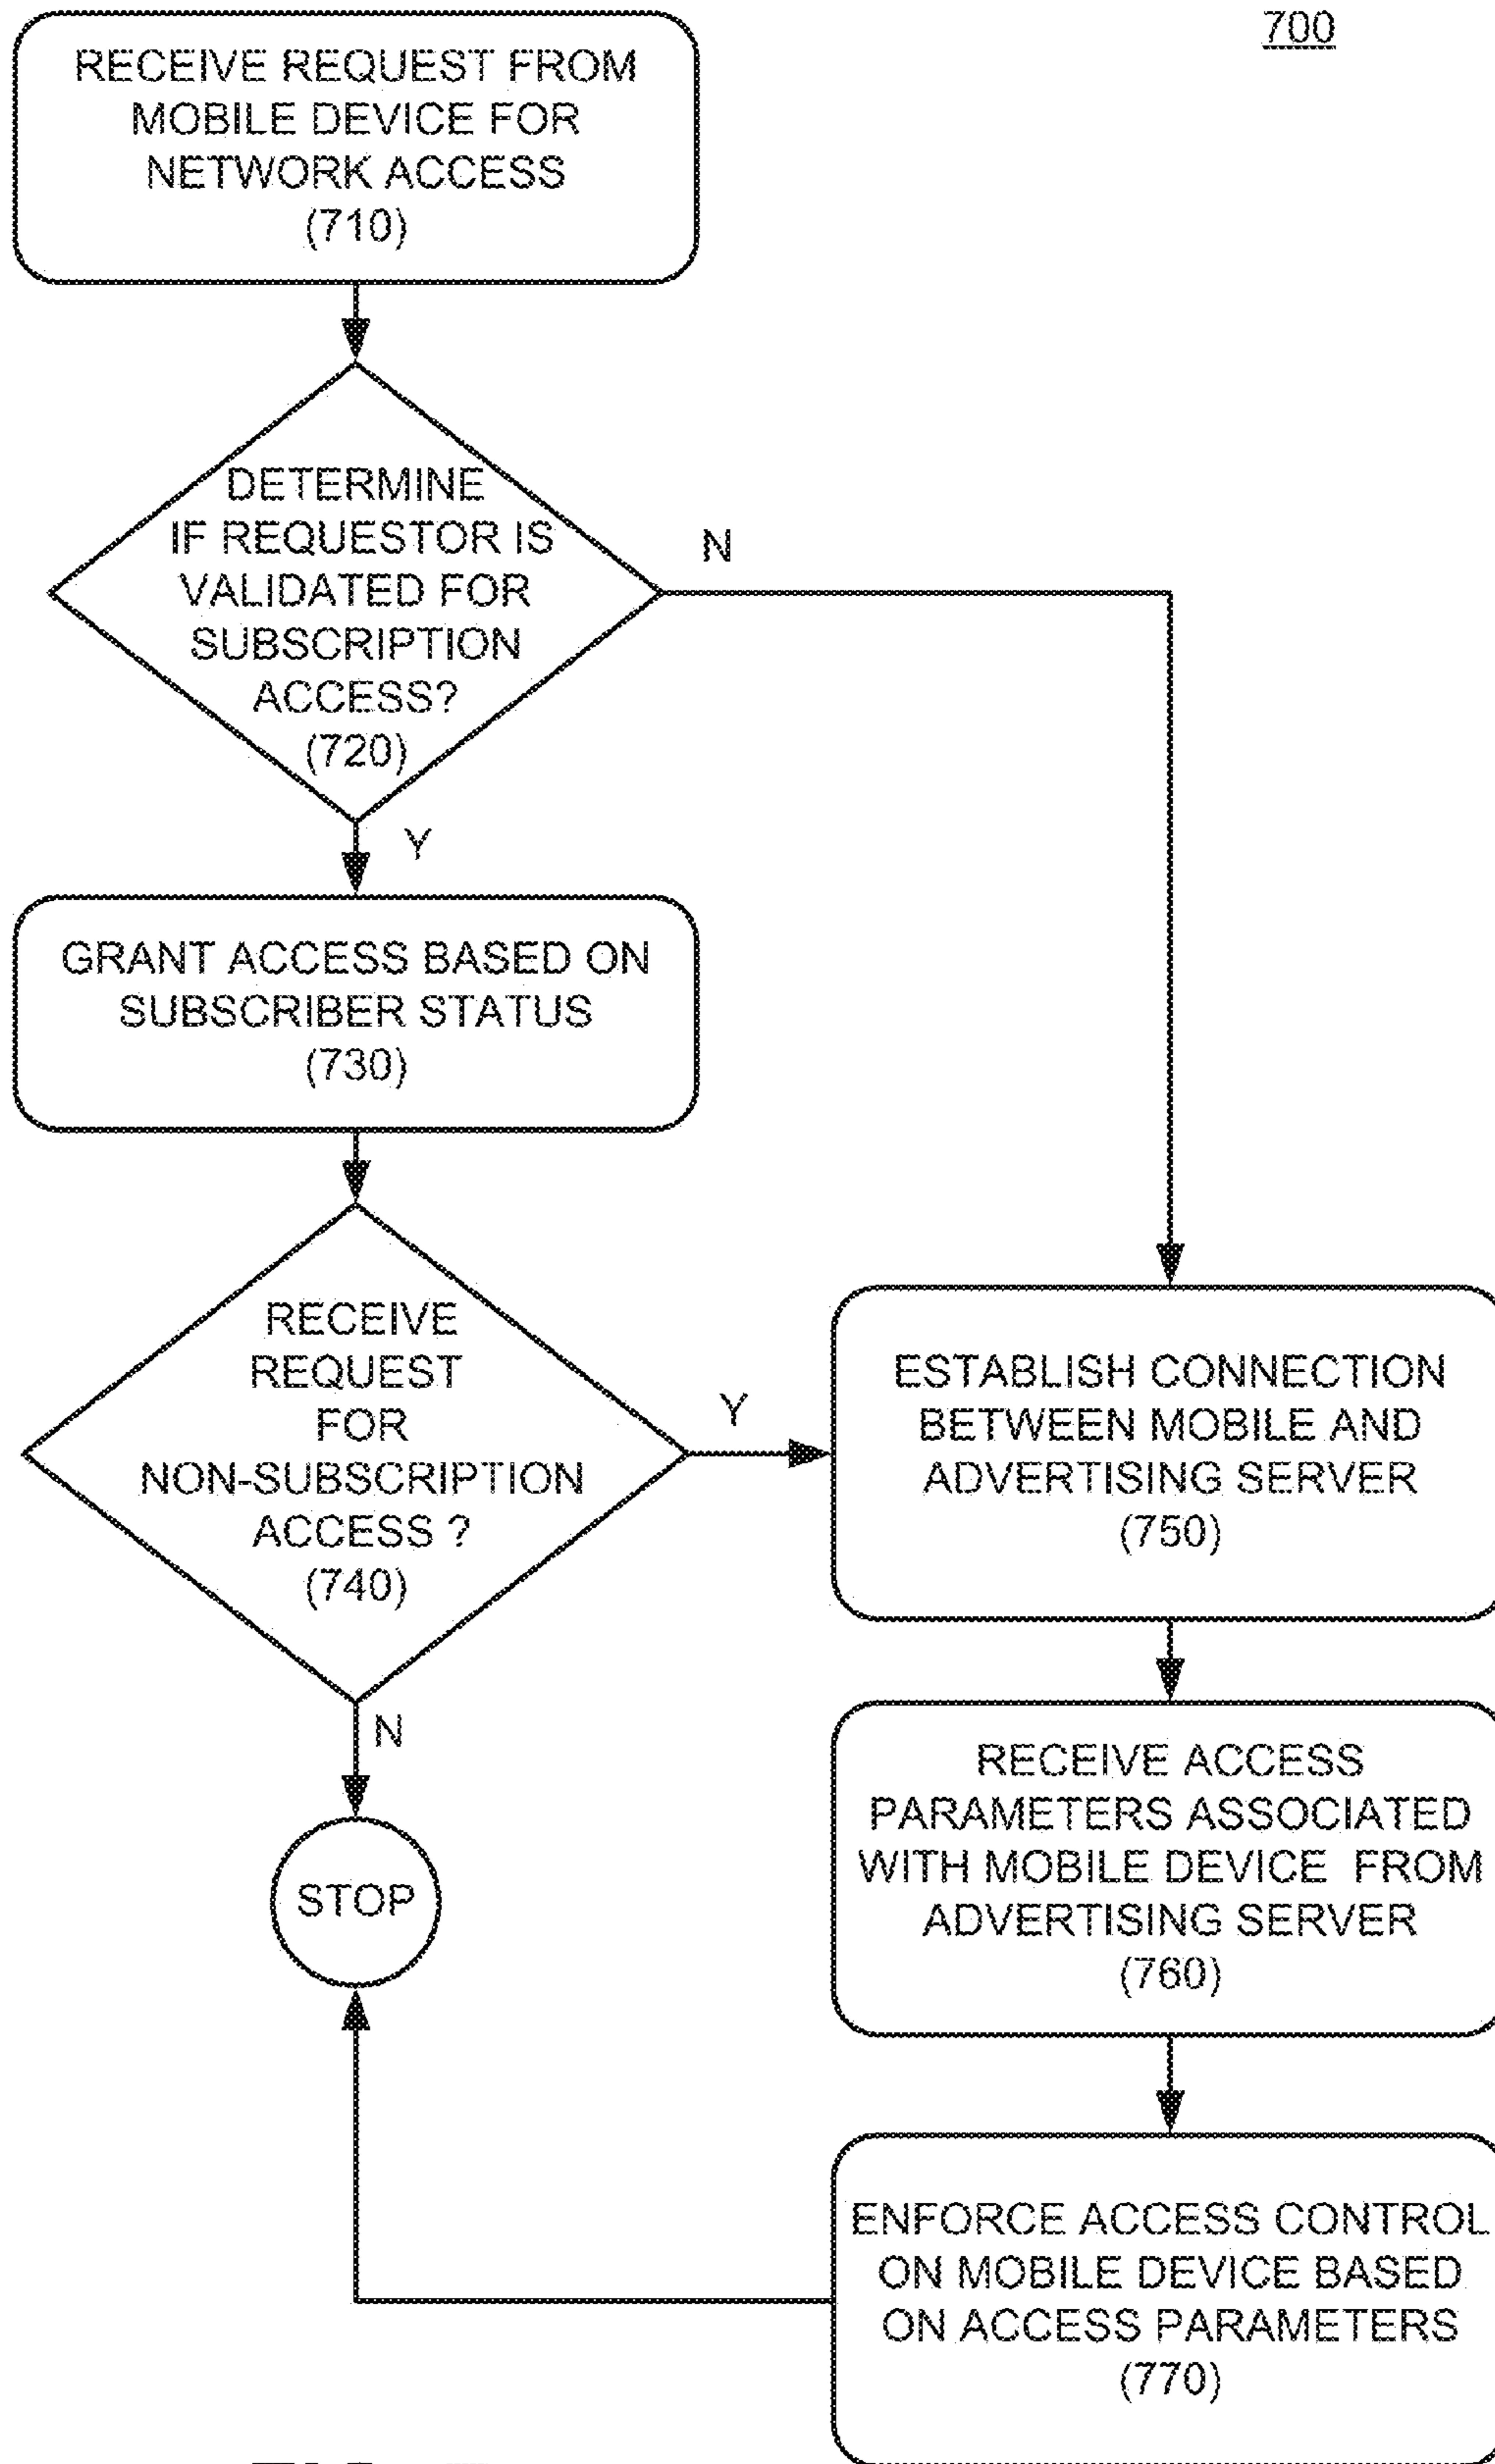 700
RECEIVE REQUEST FROM
MOBILE DEVICE FOR
NETWORK ACCESS
(710)
DETERMINE
IF REQUESTOR IS
VALIDATED FOR
SUBSCRIPTION
ACCESS?
(720)
N
Y
GRANT ACCESS BASED ON
SUBSCRIBER STATUS
(730)
RECEIVE
REQUEST
FOR
NON-SUBSCRIPTION
ACCESS ?
(740)
Y
N
STOP
ESTABLISH CONNECTION
BETWEEN MOBILE AND
ADVERTISING SERVER
(750)
RECEIVE ACCESS
PARAMETERS ASSOCIATED
WITH MOBILE DEVICE FROM
ADVERTISING SERVER
(760)
ENFORCE ACCESS CONTROL
ON MOBILE DEVICE BASED
ON ACCESS PARAMETERS
(770)